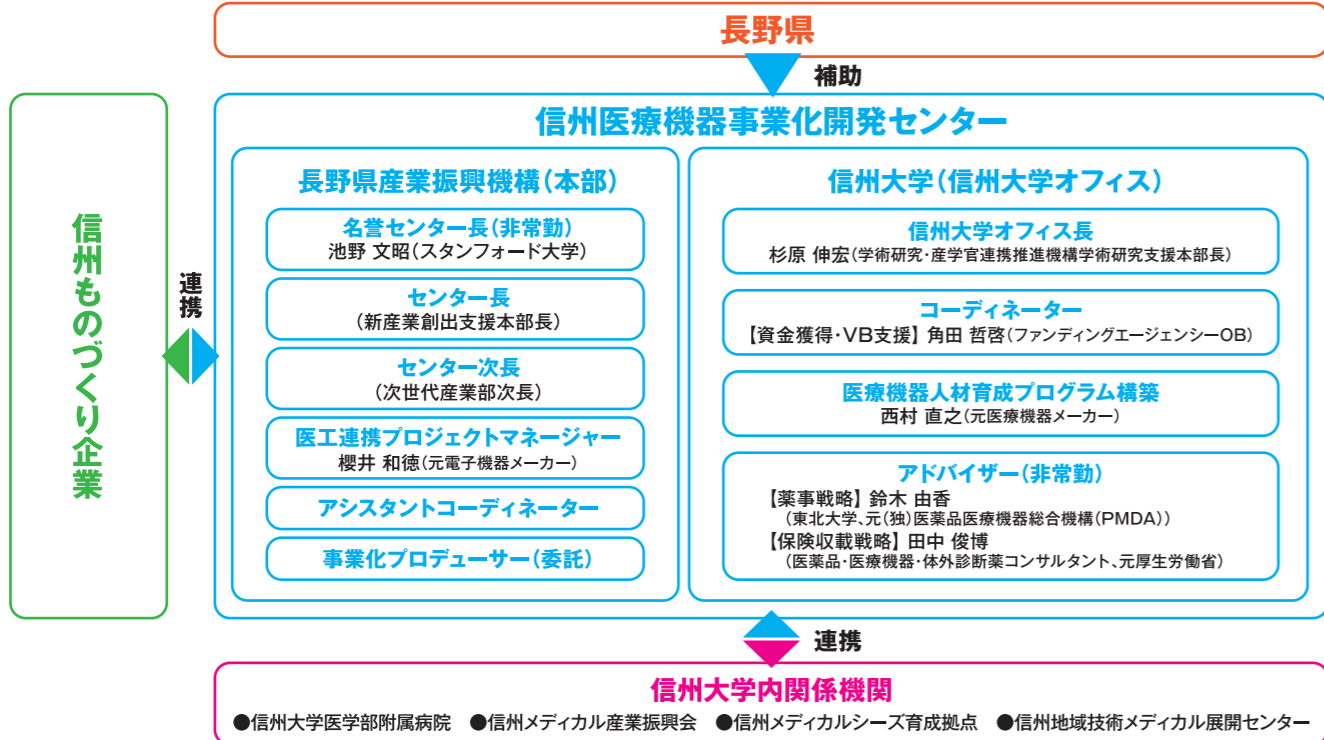 長野県
補助
信州医療機器事業化開発センター
信州ものづくり企業
連携
長野県産業振興機構(本部)
名誉センター長(非常勤)
池野 文昭(スタンフォード大学)
センター長
(新産業創出支援本部長)
センター次長
(次世代産業部次長)
医工連携プロジェクトマネージャー
櫻井 和徳(元電子機器メーカー)
アシスタントコーディネーター
事業化プロデューサー(委託)
信州大学(信州大学オフィス)
信州大学オフィス長
杉原 伸宏(学術研究・産学官連携推進機構学術研究支援本部長)
コーディネーター
【資金獲得・VB支援】 角田 哲啓(ファンディングエージェンシーOB)
医療機器人材育成プログラム構築
西村 直之(元医療機器メーカー)
アドバイザー(非常勤)
【薬事戦略】 鈴木 由香
(東北大学、元(独)医薬品医療機器総合機構(PMDA))
【保険収載戦略】 田中 俊博
(医薬品・医療機器・体外診断薬コンサルタント、元厚生労働省)
連携
信州大学内関係機関
●信州大学医学部附属病院 ●信州メディカル産業振興会 ●信州メディカルシーズ育成拠点 ●信州地域技術メディカル展開センター